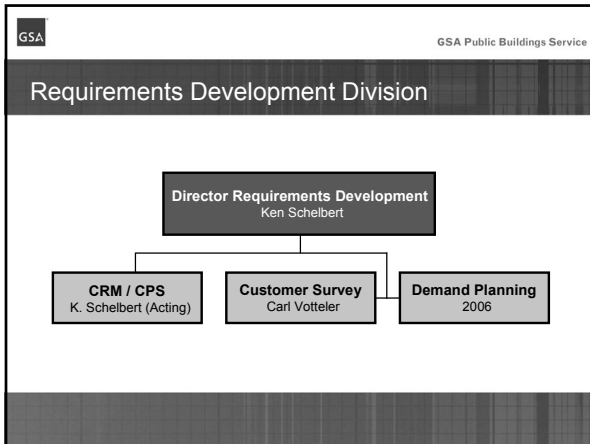 GSA
GSA Public Buildings Service
Requirements Development Division
Director Requirements Development
Ken Schelbert
CRM / CPS
K. Schelbert (Acting)
Customer Survey
Carl Votteler
Demand Planning
2006